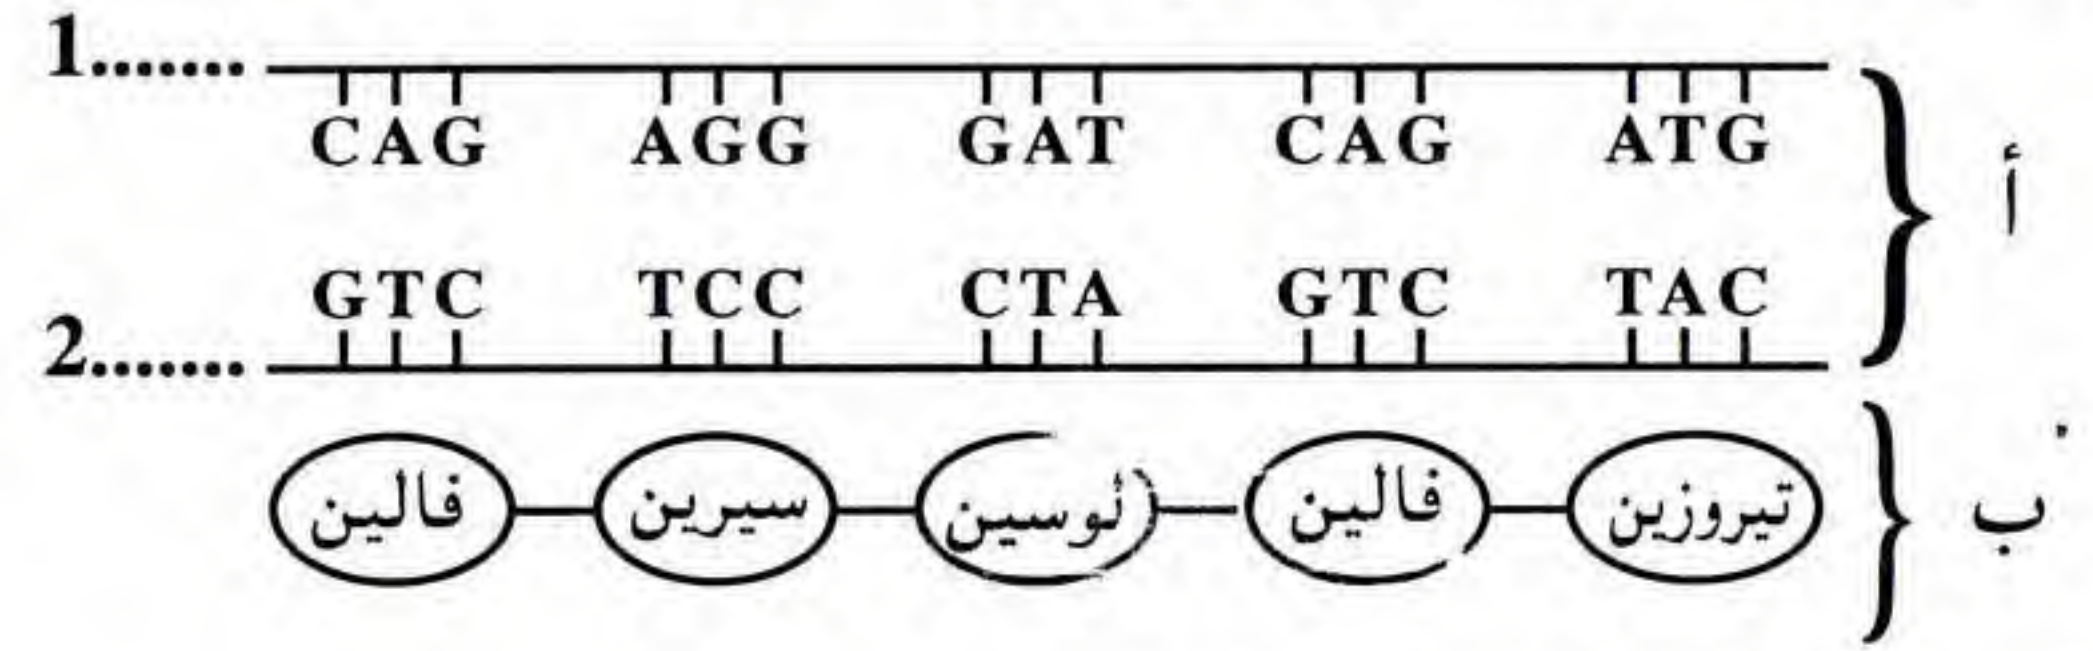 1....... CAG AGG GAT CAG ATG
أ
GTC TCC CTA GTC TAC
2.......
فالين سيرين لوسين فالين تيروزين ب